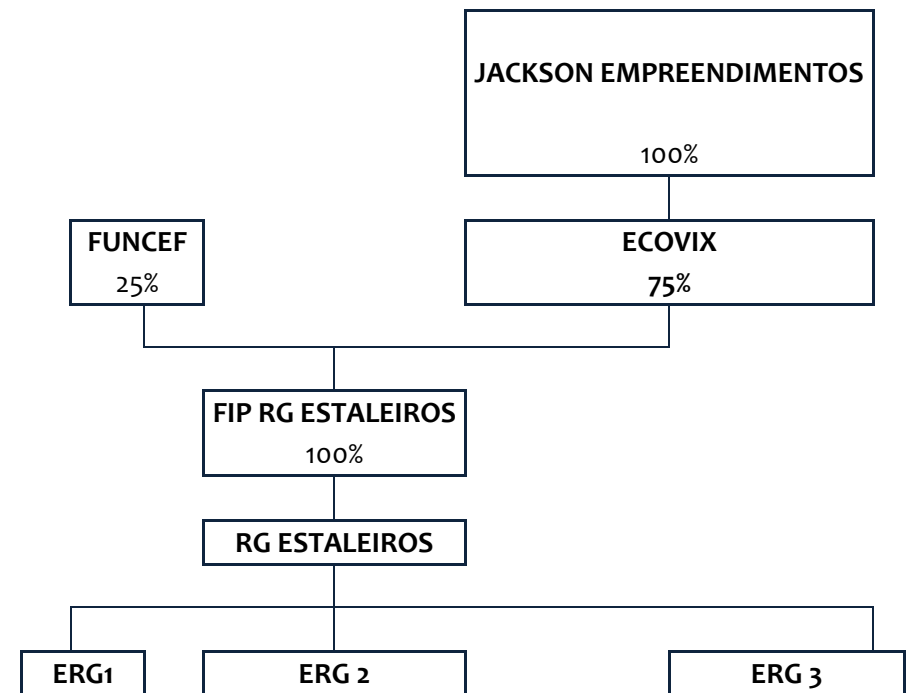 JACKSON EMPREENDIMENTOS
100%
FUNCEF
25%
ECOVIX
75%
FIP RG ESTALEIROS
100%
RG ESTALEIROS
ERG1
ERG 2
ERG 3